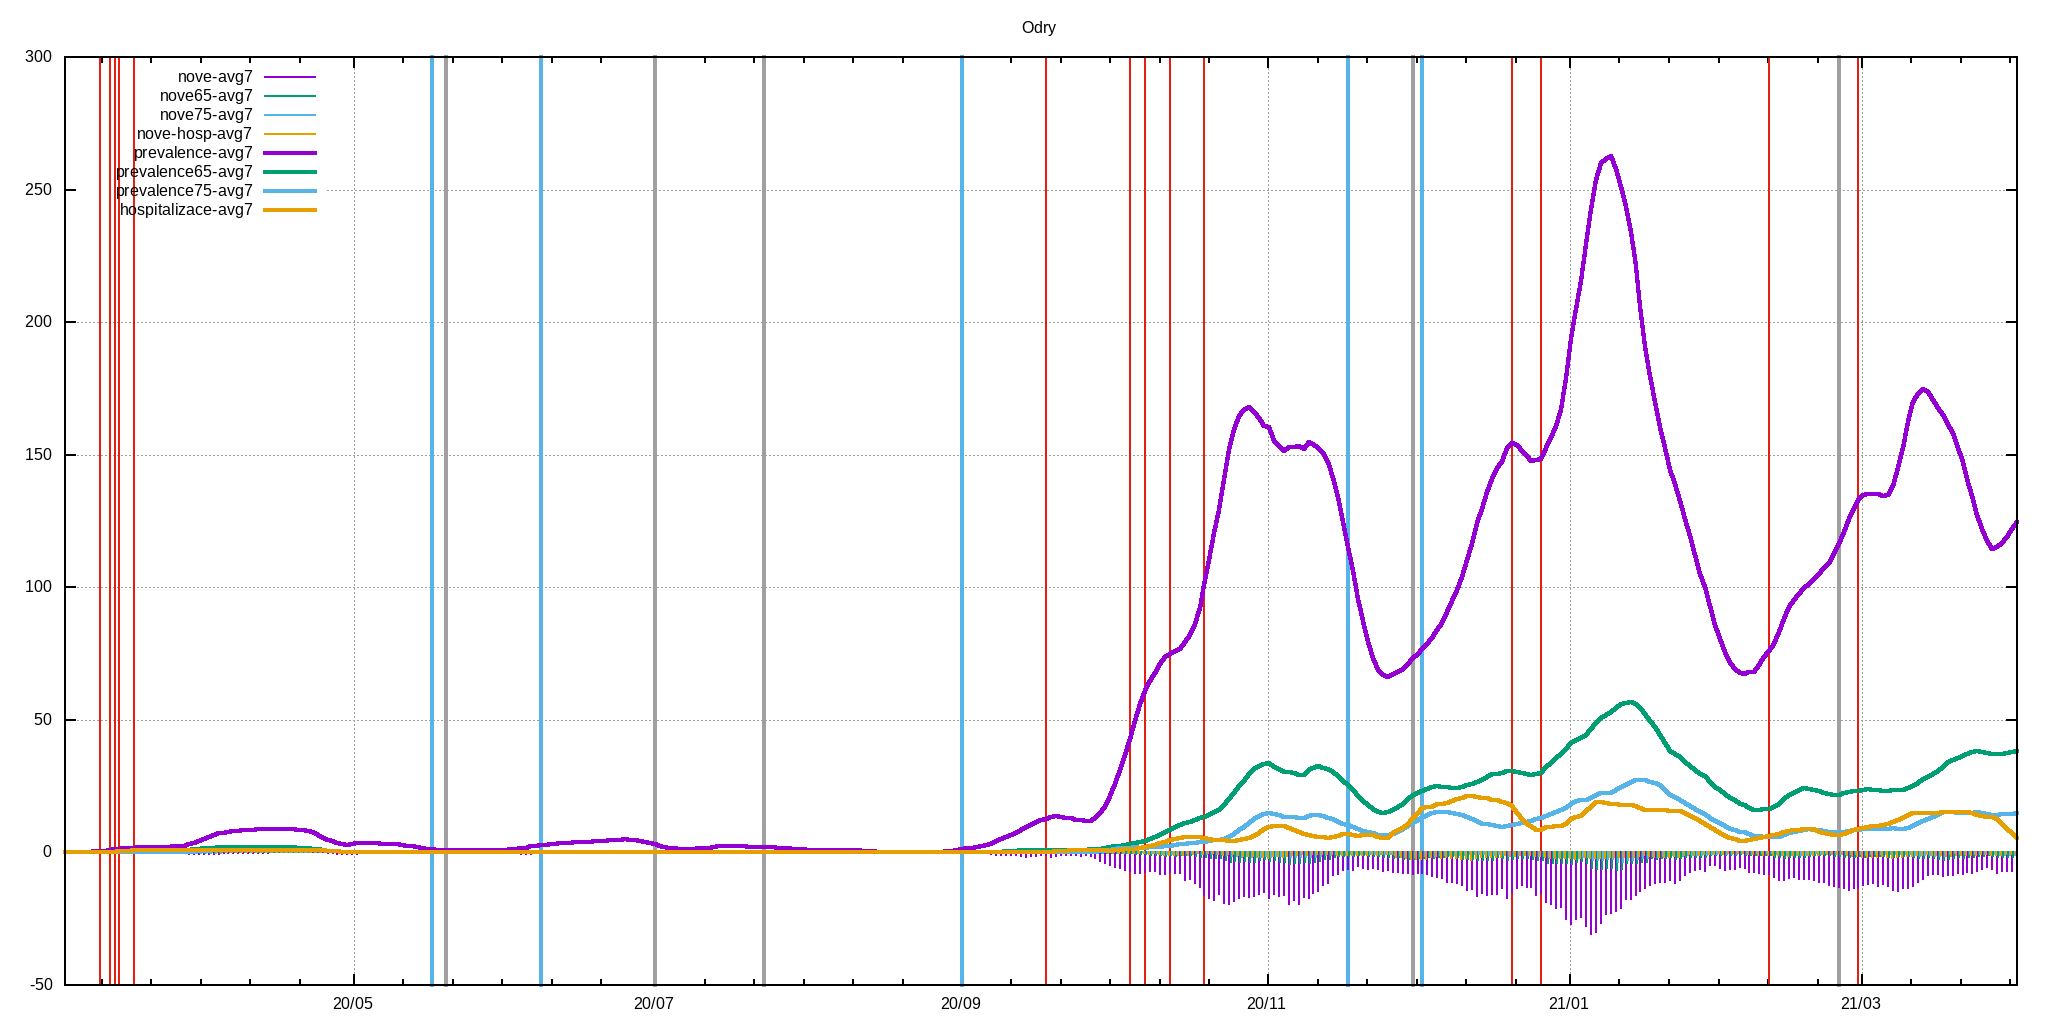 Odry
300
nove-avg7
nove65-avg7
nove75-avg7
nove-hosp-avg7
prevalence-avg7
prevalence65-avg7
prevalence75-avg7
hospitalizace-avg7
250
200
150
100
50
0
-50
20/05 20/07 20/09 20/11 21/01 21/03